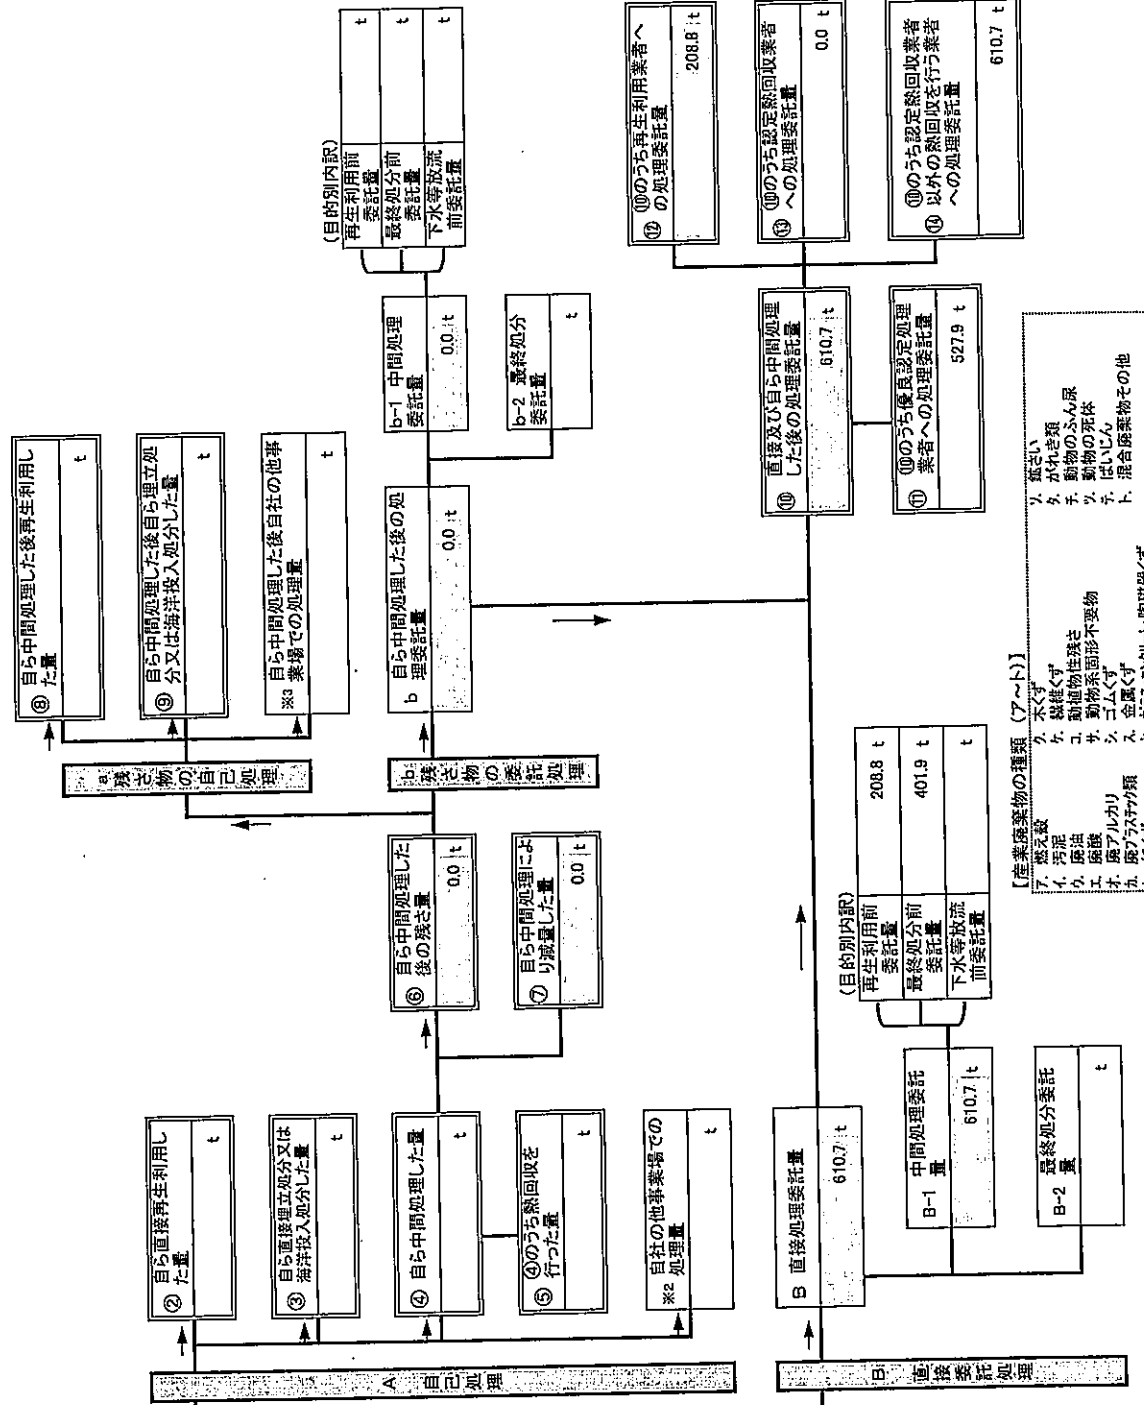 A 自己処理
② 自ら直接再生利用し
た量
t
③ 自ら直接埋立処分又は
海洋投入処分した量
t
④ 自ら中間処理した量
t
⑤ ④のうち熱回収を
行った量
t
※2 自社の他事業場での
処理量
t
⑥ 自ら中間処理した
後の残さ量
0.0 t
⑦ 自ら中間処理によ
り減量した量
0.0 t
a 残さ物の自己処理
⑧ 自ら中間処理した後再生利用し
た量
t
⑨ 自ら中間処理した後自ら埋立処
分又は海洋投入処分した量
t
※3 自ら中間処理した後自社の他事
業場での処理量
t
b 残さ物の委託処理
b 自ら中間処理した後の処
理委託量
0.0 t
b-1 中間処理
委託量
0.0 t
b-2 最終処分
委託量
t
(目的別内訳)
再生利用前
委託量
t
最終処分前
委託量
t
下水等放流
前委託量
t
B 直接委託処理
B 直接処理委託量
610.7 t
B-1 中間処理委託
量
610.7 t
B-2 最終処分委託
量
t
(目的別内訳)
再生利用前
委託量
208.8 t
最終処分前
委託量
401.9 t
下水等放流
前委託量
t
⑩ 直接及び自ら中間処理
した後の処理委託量
610.7 t
⑪ ⑩のうち優良認定処理
業者への処理委託量
527.9 t
⑫ ⑩のうち再生利用業者へ
の処理委託量
208.8 t
⑬ ⑩のうち認定熱回収業者
への処理委託量
0.0 t
⑭ ⑩のうち認定熱回収業者
以外の熱回収を行う業者
への処理委託量
610.7 t
【産業廃棄物の種類 (ア~ト)】
ア. 燃え殻
イ. 汚泥
ウ. 廃油
エ. 廃酸
オ. 廃アルカリ
カ. 廃プラスチック類
ク. 木くず
ケ. 繊維くず
コ. 動植物性残さ
サ. 動物系固形不要物
シ. ゴムくず
ス. 金属くず
ソ. 鉱さい
タ. がれき類
チ. 動物のふん尿
ツ. 動物の死体
テ. ばいじん
ト. 混合廃棄物その他